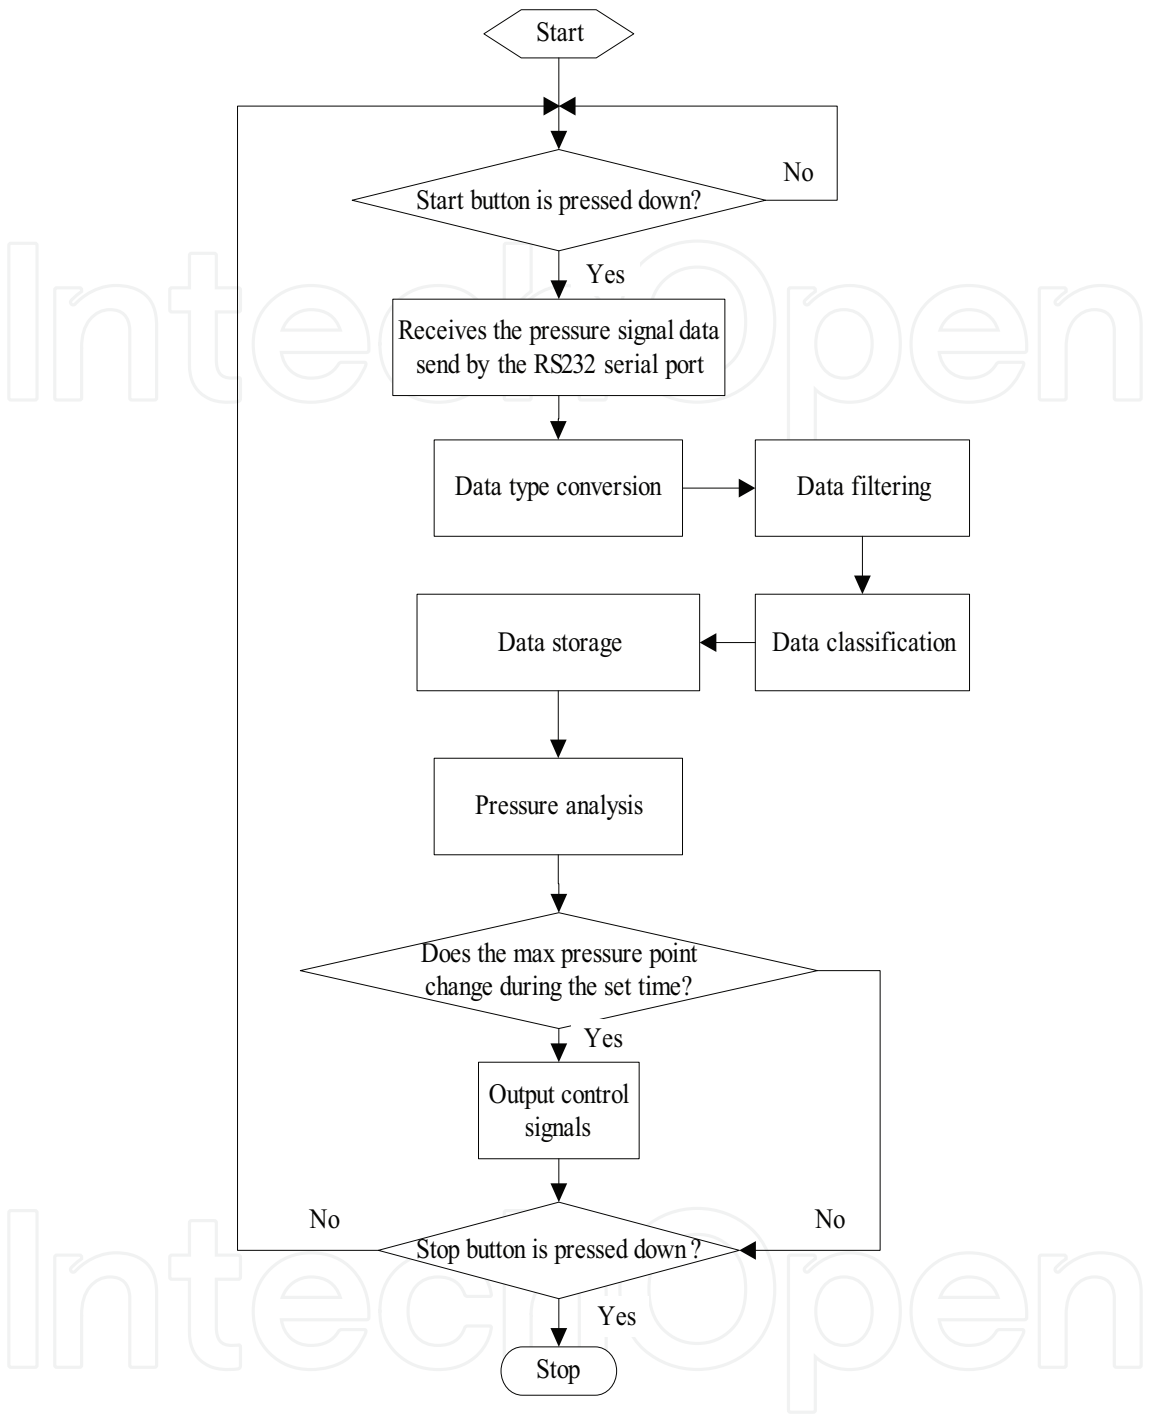 Start
No
Start button is pressed down?
Yes
Receives the pressure signal data
send by the RS232 serial port
Data type conversion
Data filtering
Data storage
Data classification
Pressure analysis
Does the max pressure point
change during the set time?
Yes
Output control
signals
No
No
Stop button is pressed down ?
Yes
Stop
IntechOpen
IntechOpen